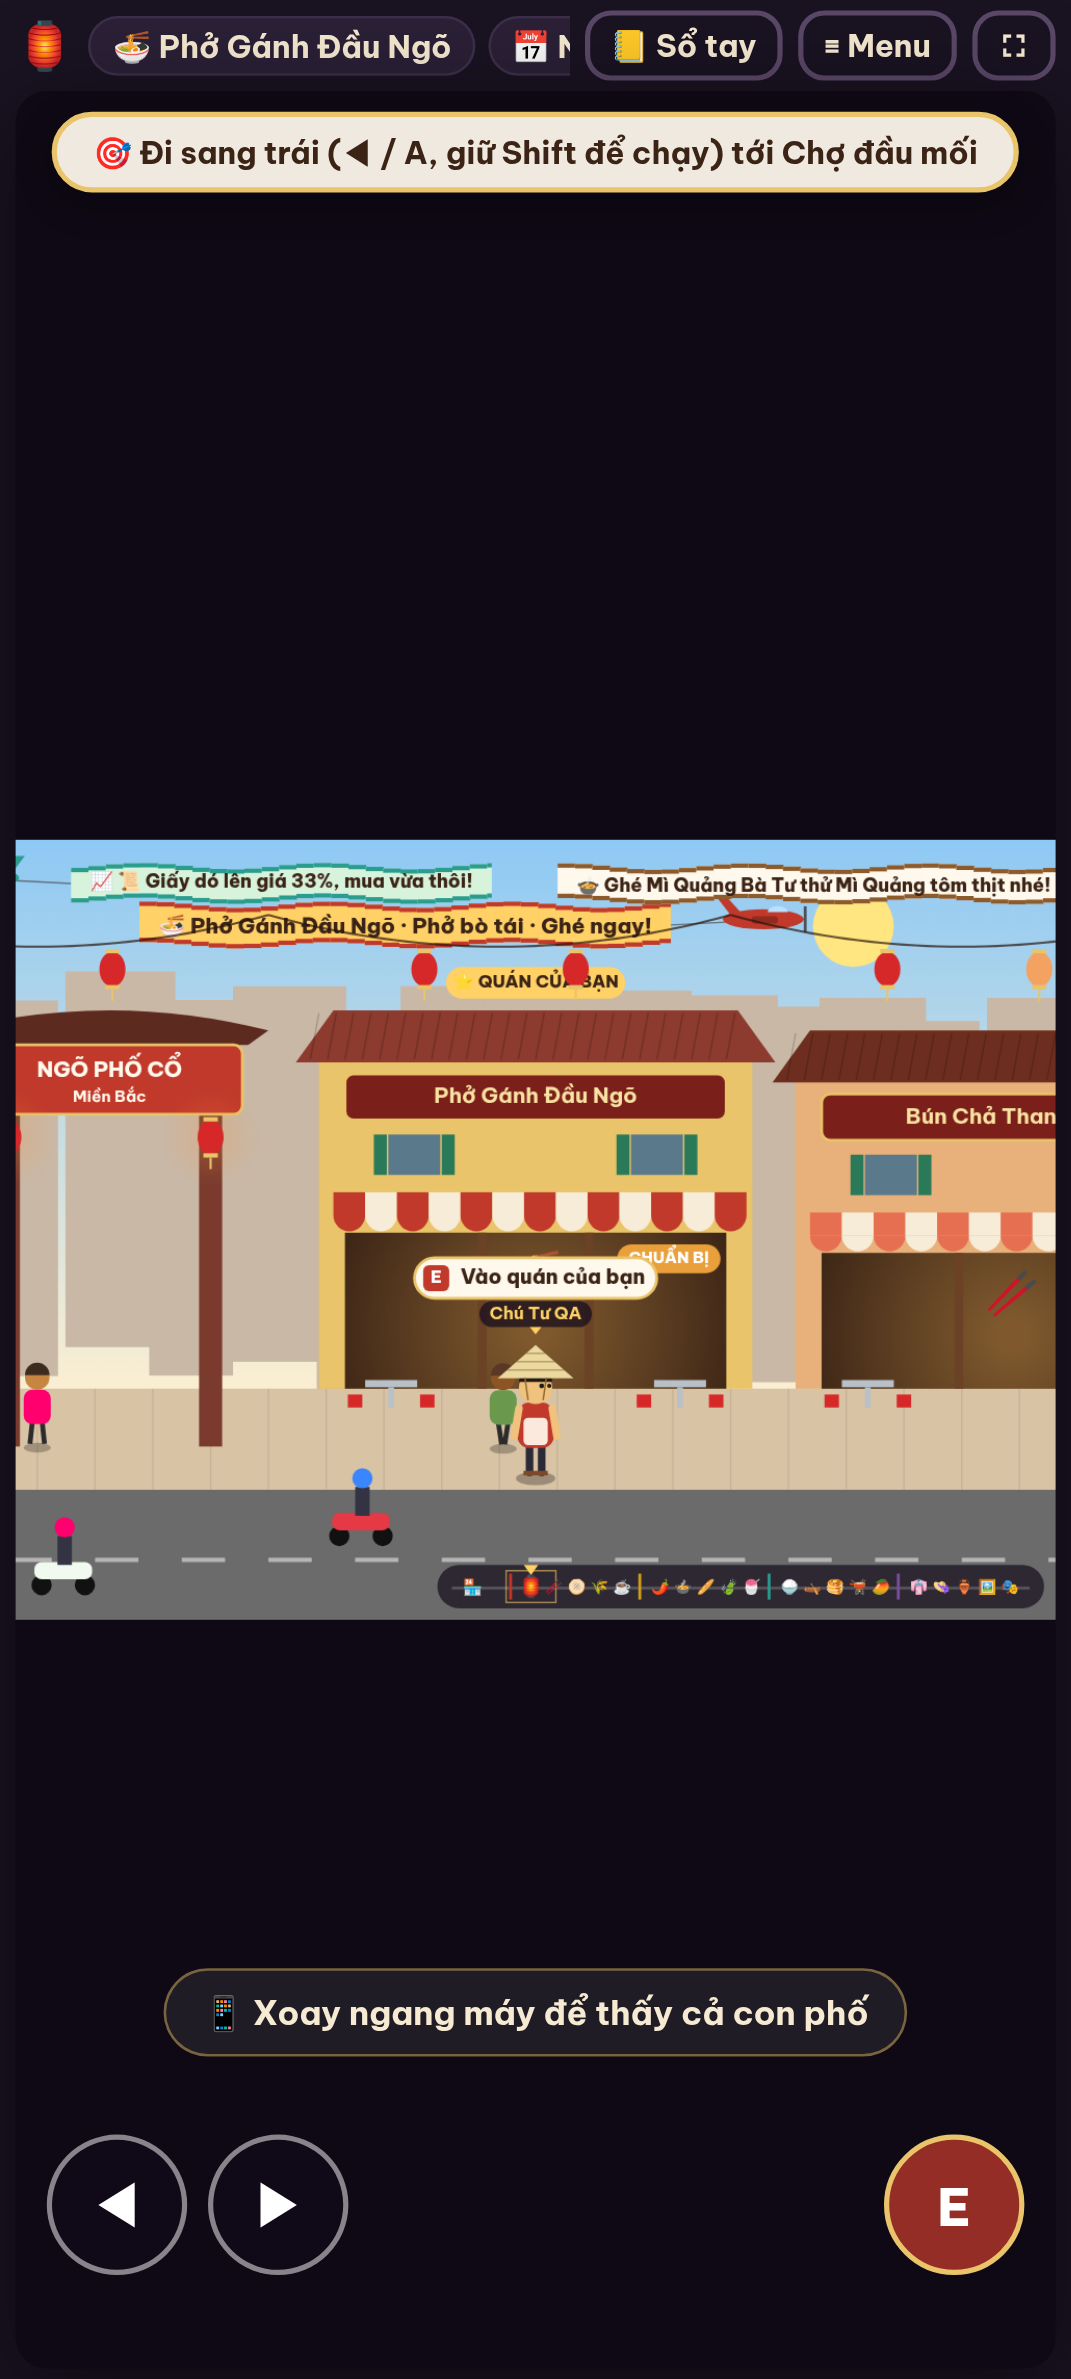 Phở Gánh Đầu Ngõ
Sổ tay
≡ Menu
Đi sang trái (◀ / A, giữ Shift để chạy) tới Chợ đầu mối
Giấy dó lên giá 33%, mua vừa thôi!
Ghé Mì Quảng Bà Tư thử Mì Quảng tôm thịt nhé!
Phở Gánh Đầu Ngõ · Phở bò tái · Ghé ngay!
QUÁN CỦA BẠN
NGÕ PHỐ CỔ
Miền Bắc
Phở Gánh Đầu Ngõ
Bún Chả Than
CHUẨN BỊ
E Vào quán của bạn
Chú Tư QA
Xoay ngang máy để thấy cả con phố
E